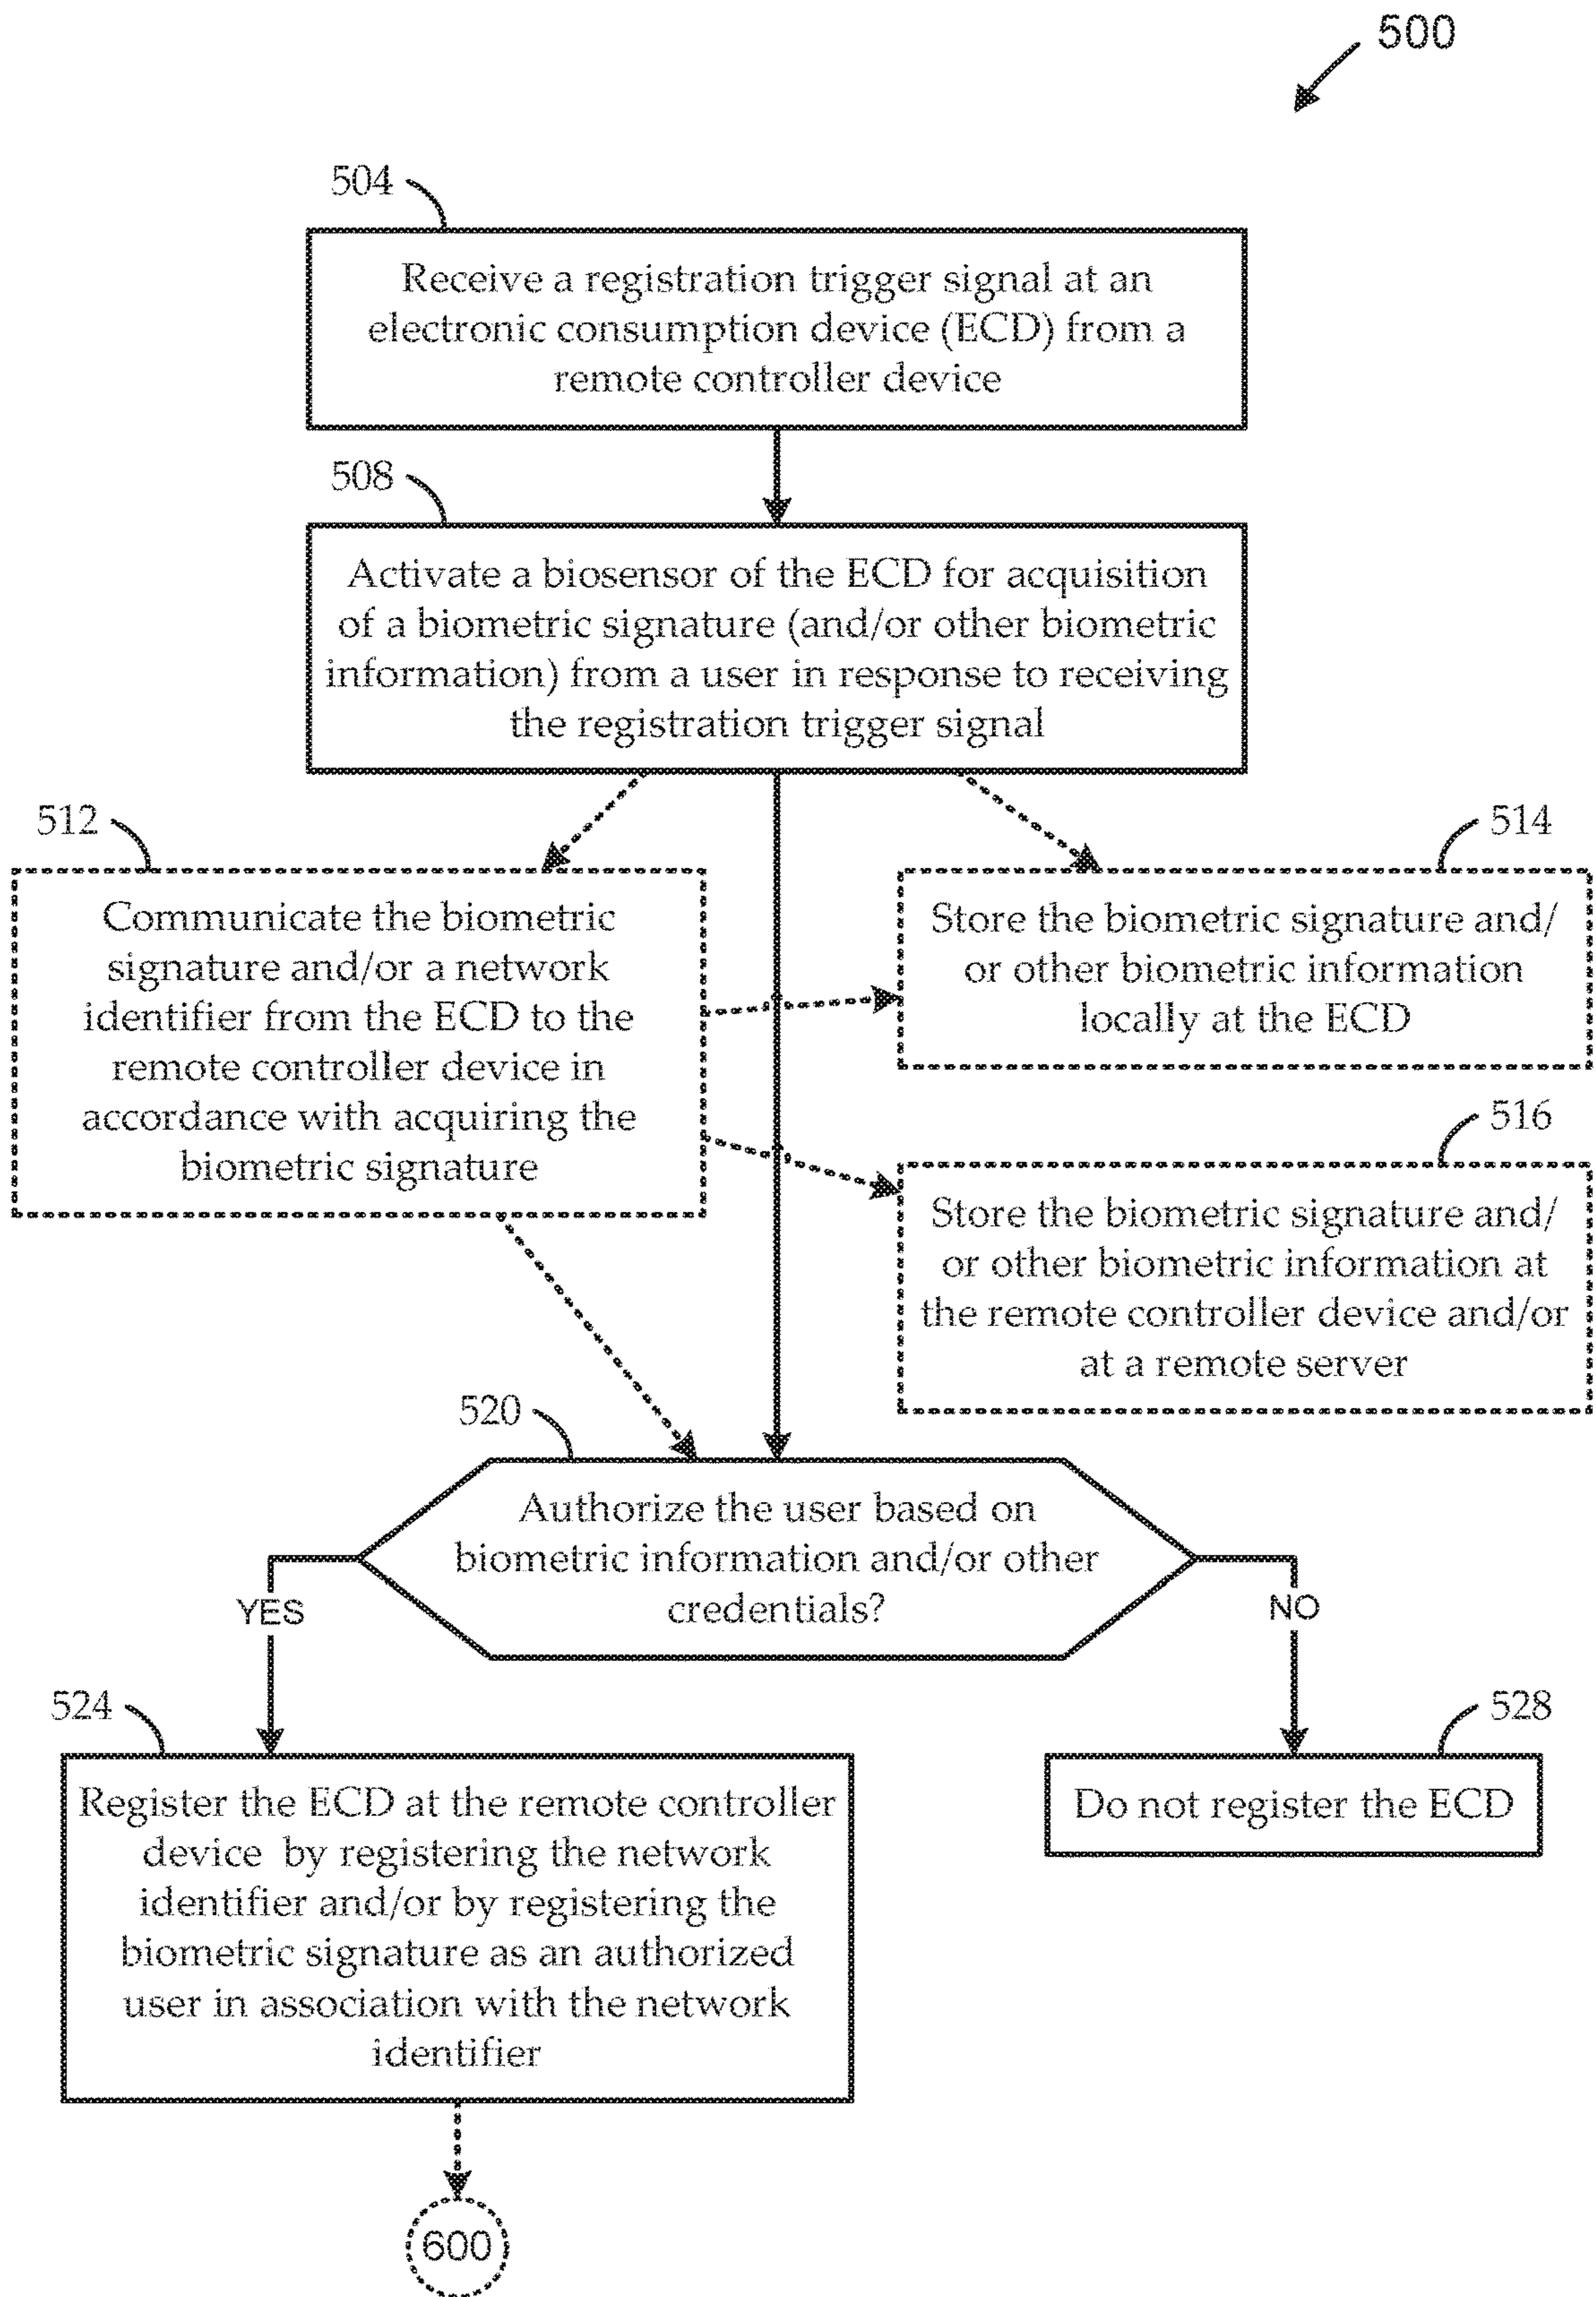 500
504
Receive a registration trigger signal at an
electronic consumption device (ECD) from a
remote controller device
508
Activate a biosensor of the ECD for acquisition
of a biometric signature (and/or other biometric
information) from a user in response to receiving
the registration trigger signal
512
Communicate the biometric
signature and/or a network
identifier from the ECD to the
remote controller device in
accordance with acquiring the
biometric signature
514
Store the biometric signature and/
or other biometric information
locally at the ECD
516
Store the biometric signature and/
or other biometric information at
the remote controller device and/or
at a remote server
520
Authorize the user based on
biometric information and/or other
credentials?
YES
NO
524
Register the ECD at the remote controller
device by registering the network
identifier and/or by registering the
biometric signature as an authorized
user in association with the network
identifier
528
Do not register the ECD
600